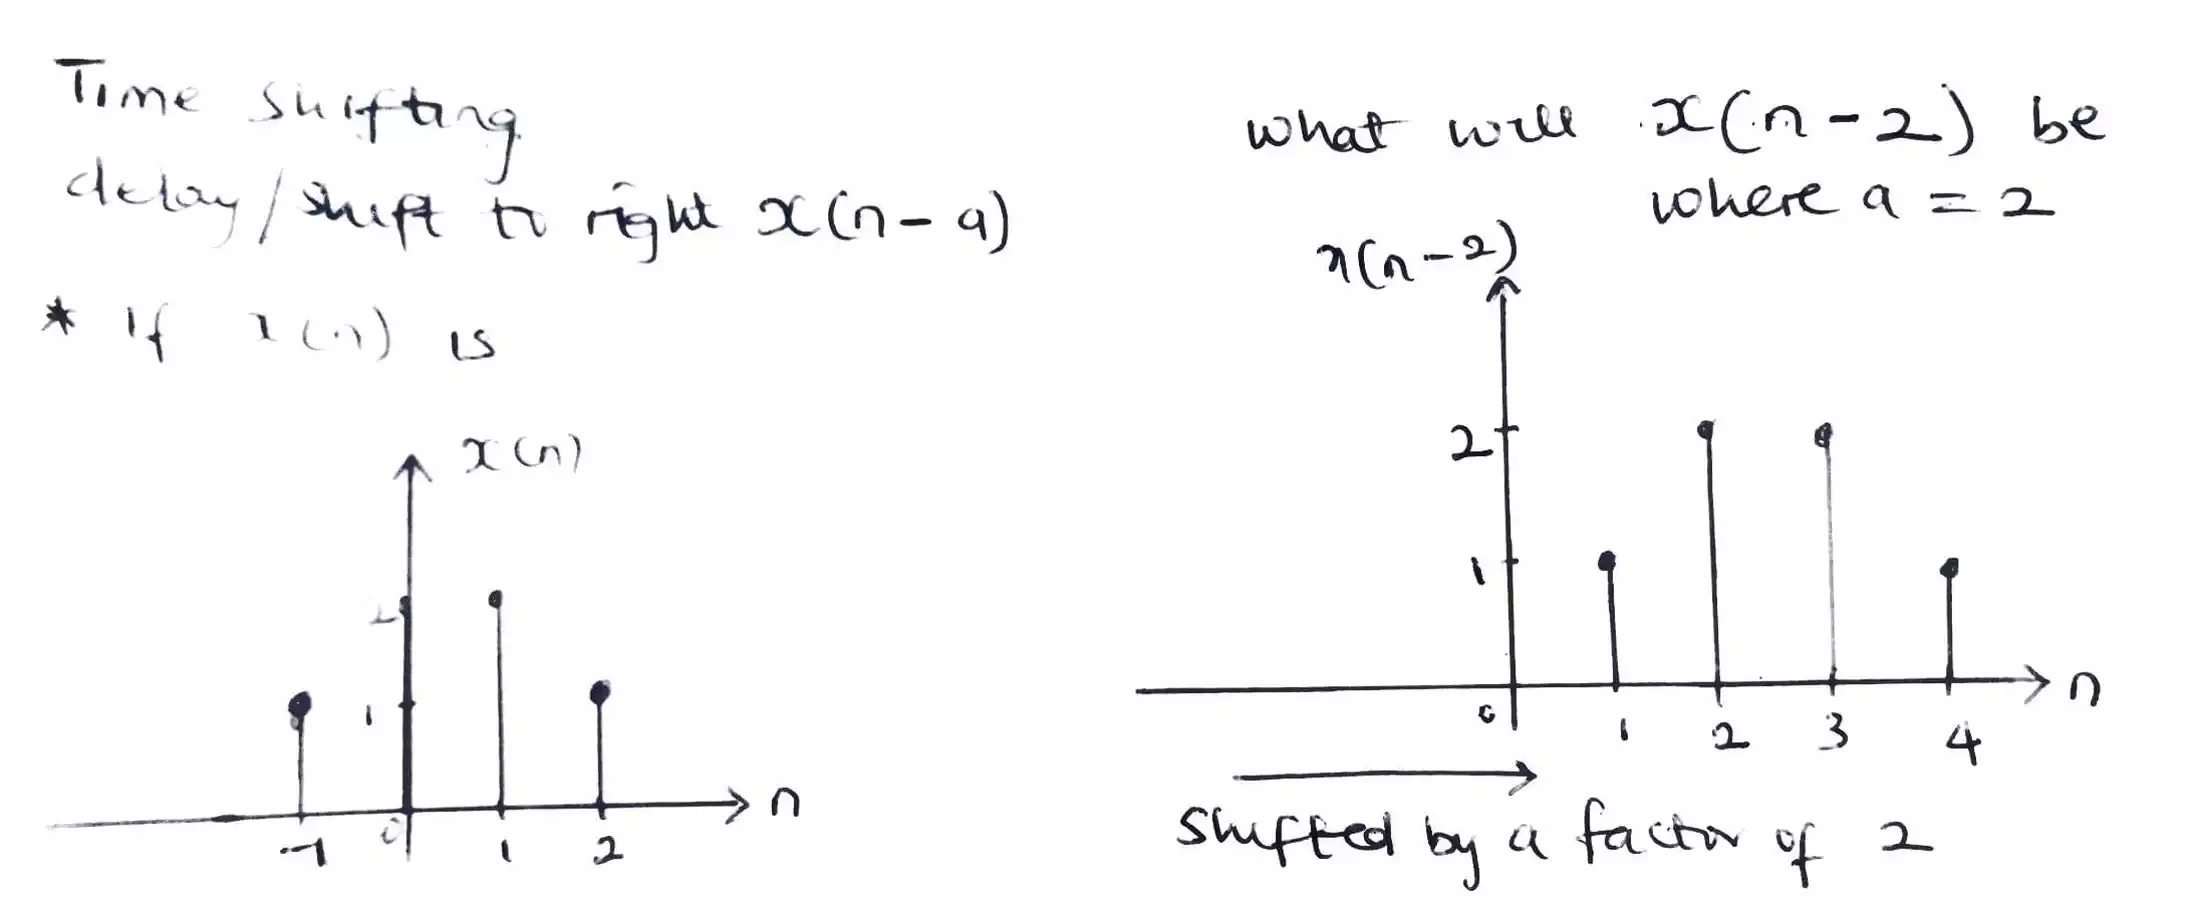 Time shifting
delay/shift to right x(n-a)
* If x(n) is
x(n)
2
1
n
-1 0 1 2
what will x(n-2) be
where a = 2
x(n-2)
2
1
n
0 1 2 3 4
shifted by a factor of 2